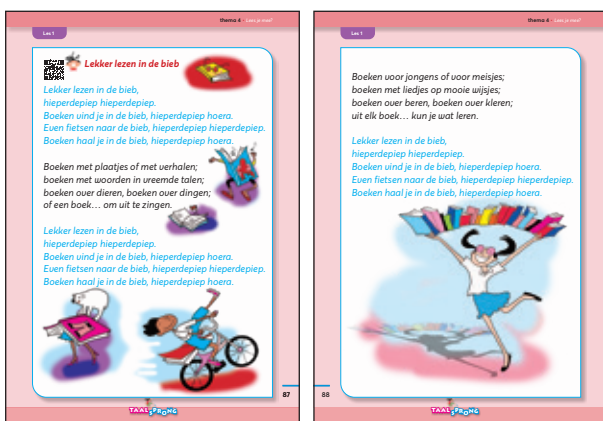 thema 4 - Lees je mee?
Les 1
Lekker lezen in de bieb
Lekker lezen in de bieb,
hieperdepiep hieperdepiep.
Boeken vind je in de bieb, hieperdepiep hoera.
Even fietsen naar de bieb, hieperdepiep hieperdepiep.
Boeken haal je in de bieb, hieperdepiep hoera.
Boeken met plaatjes of met verhalen;
boeken met woorden in vreemde talen;
boeken over dieren, boeken over dingen;
of een boek... om uit te zingen.
Lekker lezen in de bieb,
hieperdepiep hieperdepiep.
Boeken vind je in de bieb, hieperdepiep hoera.
Even fietsen naar de bieb, hieperdepiep hieperdepiep.
Boeken haal je in de bieb, hieperdepiep hoera.
87
TAALSPRONG
thema 4 - Lees je mee?
Les 1
Boeken voor jongens of voor meisjes;
boeken met liedjes op mooie wijsjes;
boeken over beren, boeken over kleren;
uit elk boek... kun je wat leren.
Lekker lezen in de bieb,
hieperdepiep hieperdepiep.
Boeken vind je in de bieb, hieperdepiep hoera.
Even fietsen naar de bieb, hieperdepiep hieperdepiep.
Boeken haal je in de bieb, hieperdepiep hoera.
88
TAALSPRONG